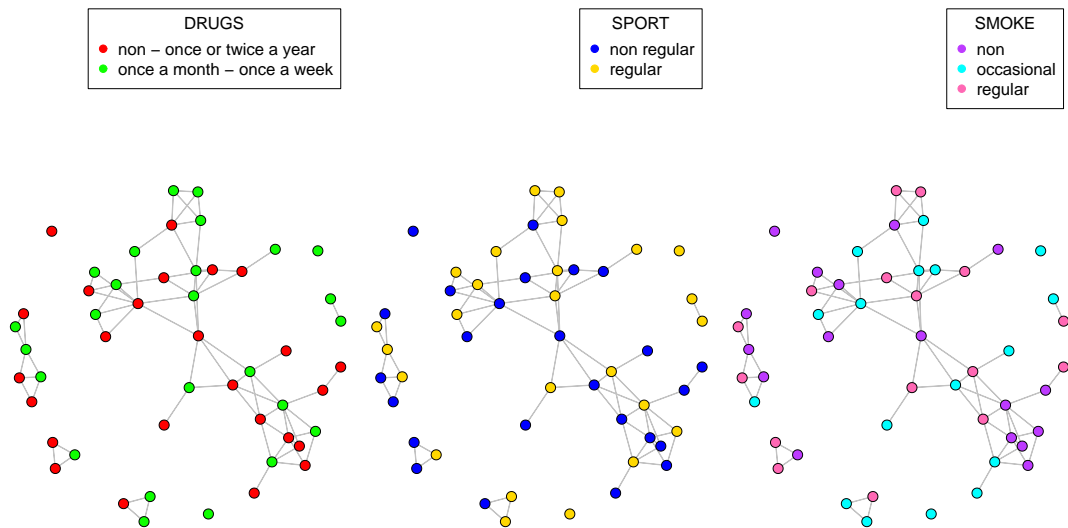 DRUGS
non − once or twice a year
once a month − once a week
SPORT
non regular
regular
SMOKE
non
occasional
regular